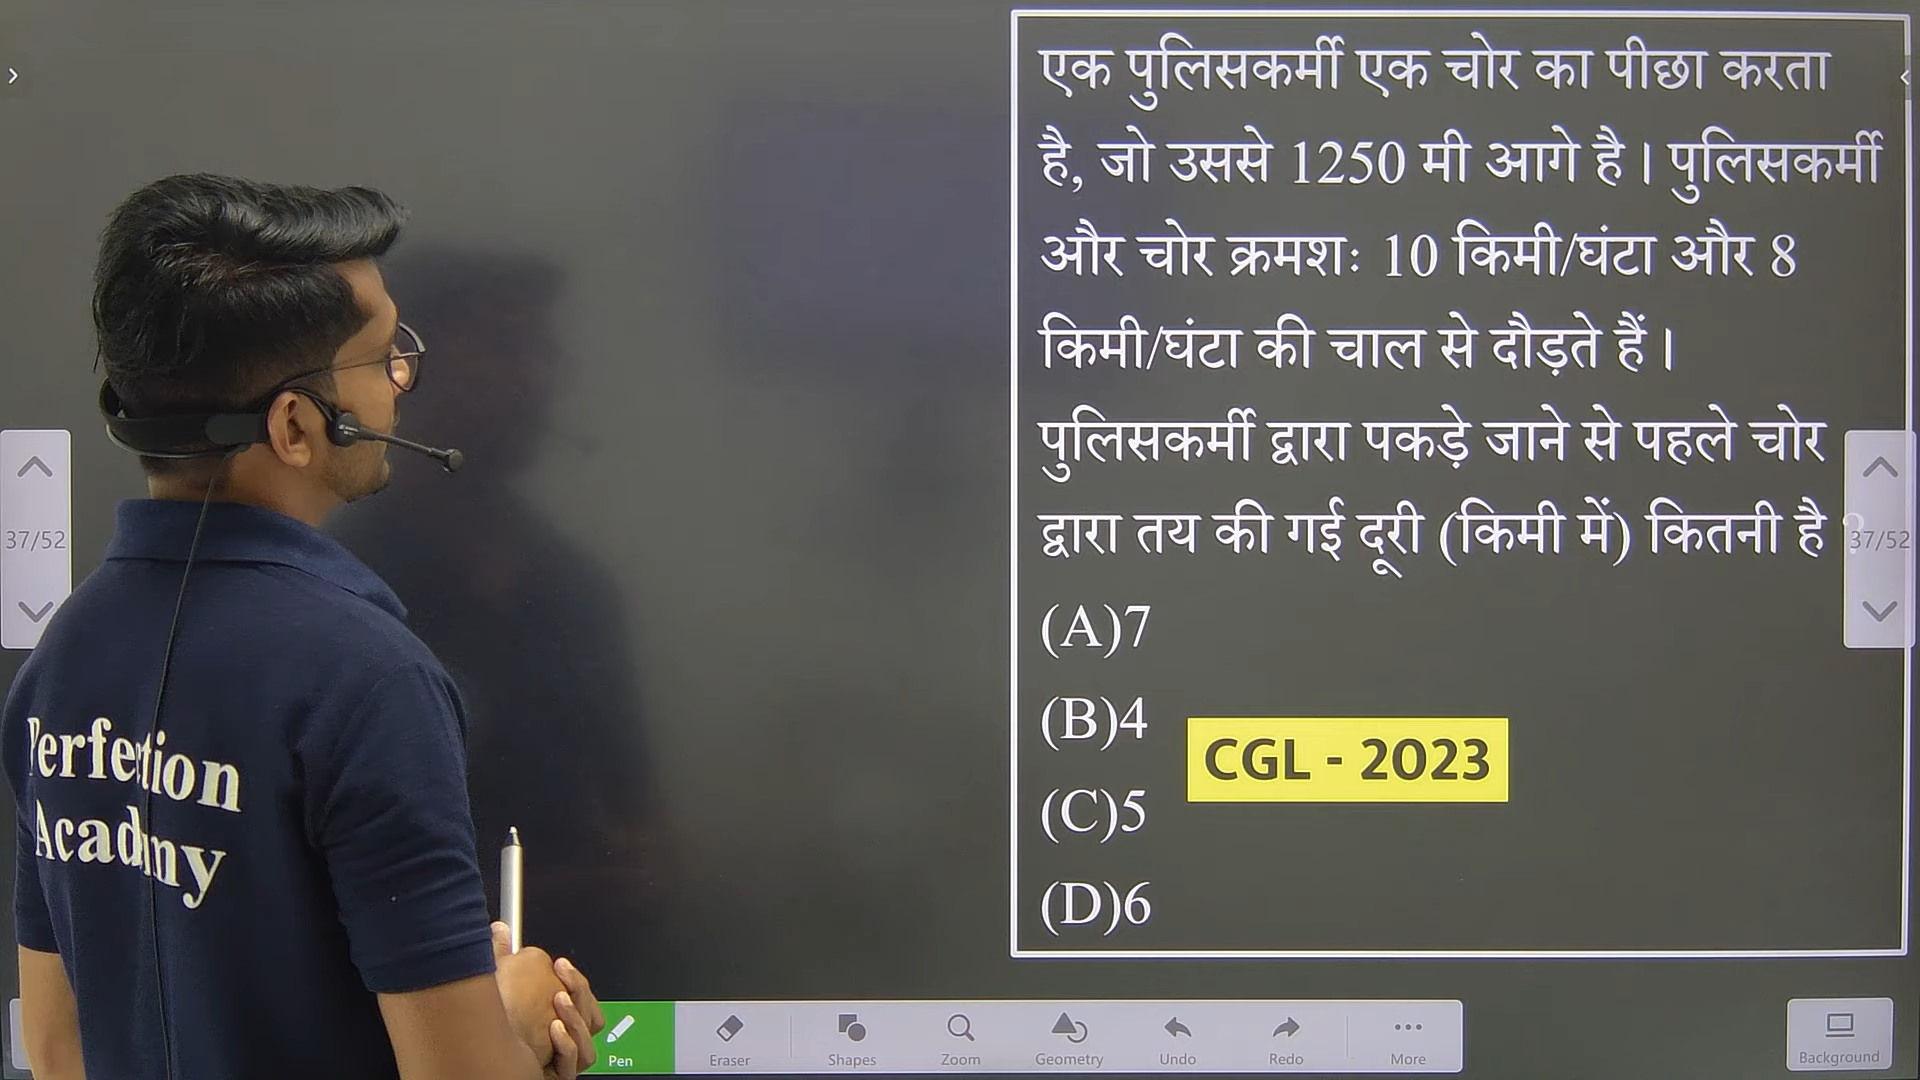 एक पुलिसकर्मी एक चोर का पीछा करता
है, जो उससे 1250 मी आगे है। पुलिसकर्मी
और चोर क्रमशः 10 किमी/घंटा और 8
किमी/घंटा की चाल से दौड़ते हैं।
पुलिसकर्मी द्वारा पकड़े जाने से पहले चोर
द्वारा तय की गई दूरी (किमी में) कितनी है ?
(A)7
(B)4
(C)5
(D)6
CGL - 2023
37/52
37/52
Perfection
Academy
Pen
Eraser
Shapes
Zoom
Geometry
Undo
Redo
More
Background